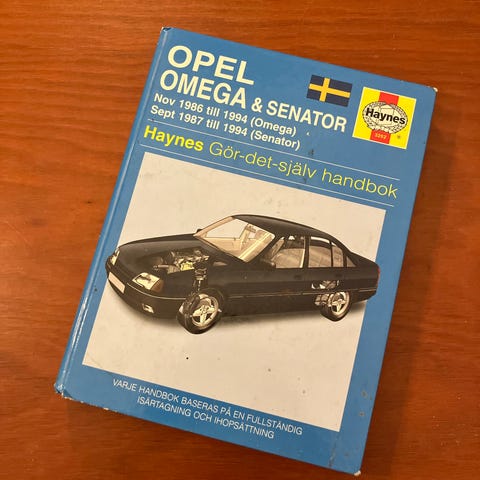 OPEL
OMEGA & SENATOR
Nov 1986 till 1994 (Omega)
Sept 1987 till 1994 (Senator)
Haynes
Haynes Gör-det-själv handbok
VARJE HANDBOK BASERAS PÅ EN FULLSTÄNDIG
ISÄRTAGNING OCH IHOPSÄTTNING